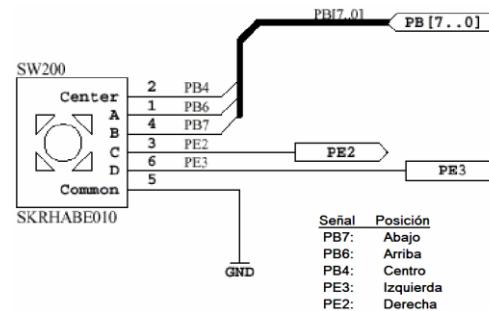 PB[7..0]
PB[7..0]
SW200
Center 2 PB4
A 1 PB6
B 4 PB7
C 3 PE2 PE2
D 6 PE3 PE3
Common 5
SKRHABE010
GND
Señal Posición
PB7: Abajo
PB6: Arriba
PB4: Centro
PE3: Izquierda
PE2: Derecha